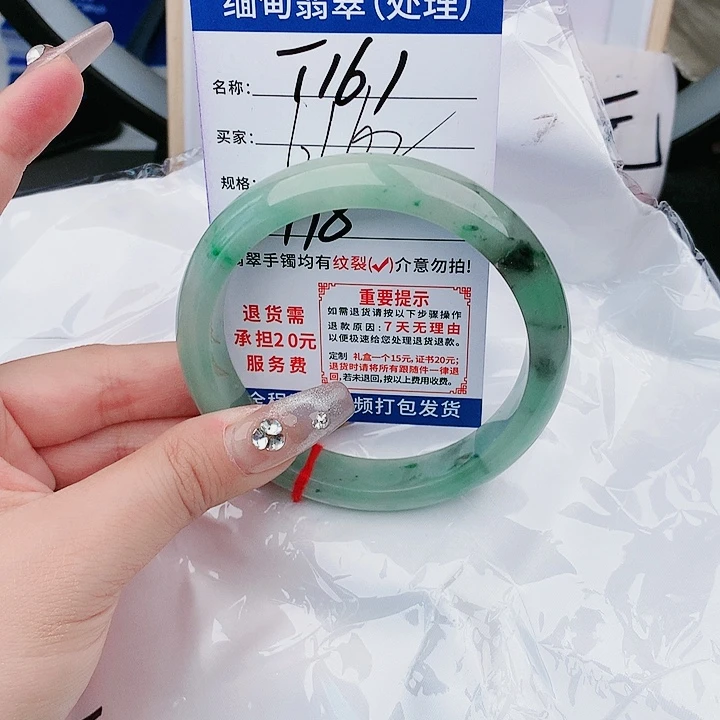 缅甸翡翠(处理)
名称: T161
买家:
规格:
118
翠手镯均有纹裂(✓)介意勿拍!
退货需
承担20元
服务费
重要提示
如需退货请按以下步骤操作
退款原因:7天无理由
以便极速给您处理退货退款。
定制 礼盒一个15元,证书20元;
退货时请将所有跟随件一律退
回,若未退回,按以上费用收费。
全程
频打包发货